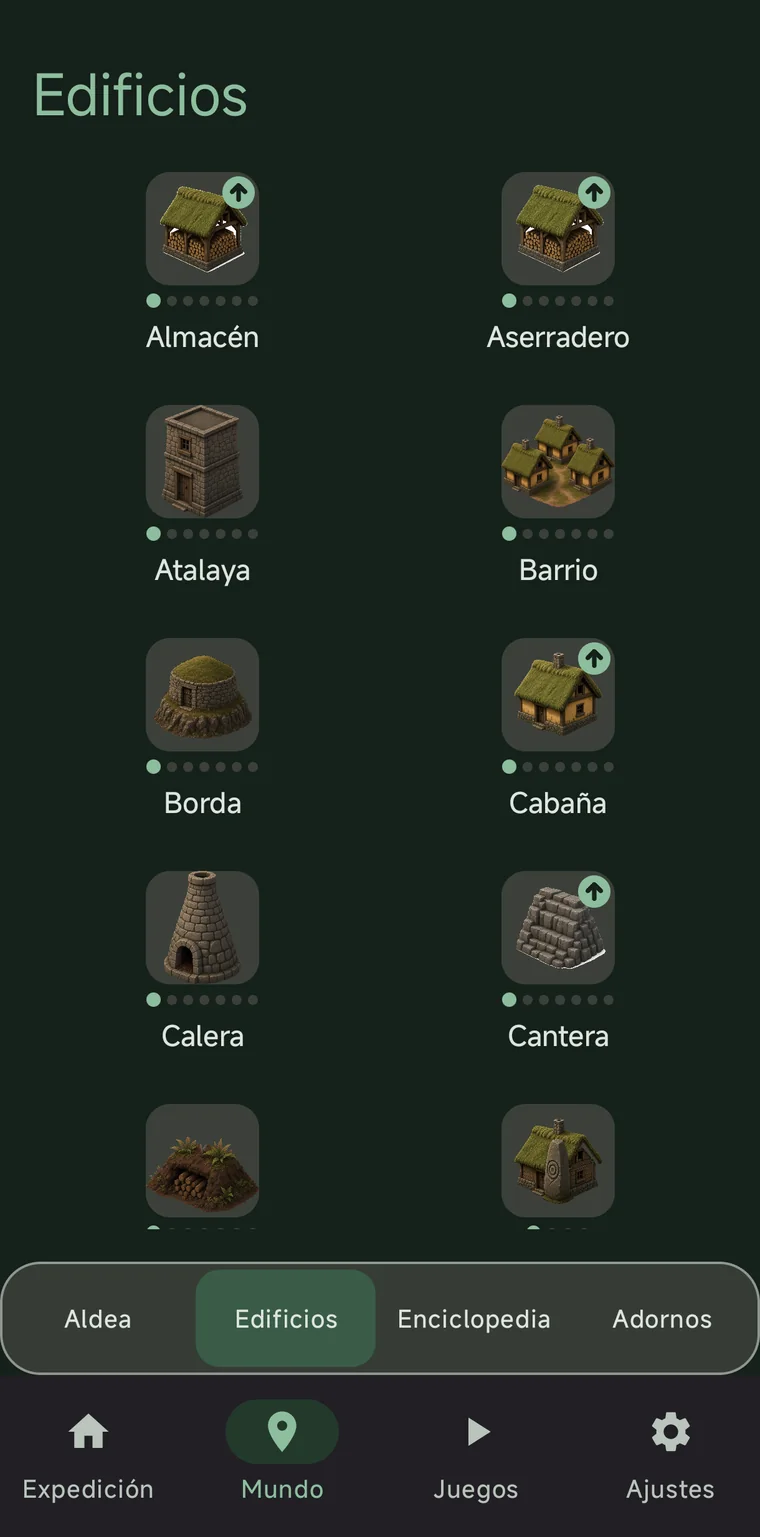 Edificios
Almacén
Aserradero
Atalaya
Barrio
Borda
Cabaña
Calera
Cantera
Aldea
Edificios
Enciclopedia
Adornos
Expedición
Mundo
Juegos
Ajustes